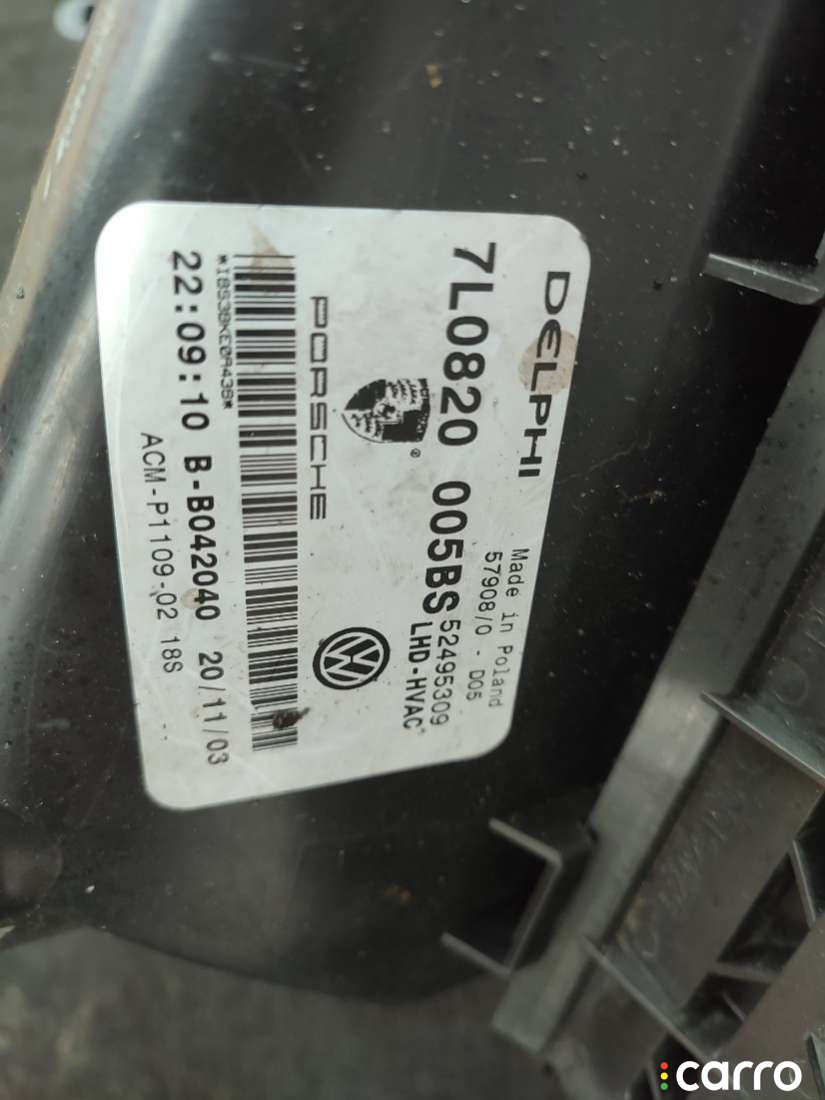 DELPHI
Made in Poland
57908/0 - D05
7L0820 005BS
52495309
LHD-HVAC
PORSCHE
22:09:10 B-B042040 20/11/03
ACM-P1109-02 18S
carro